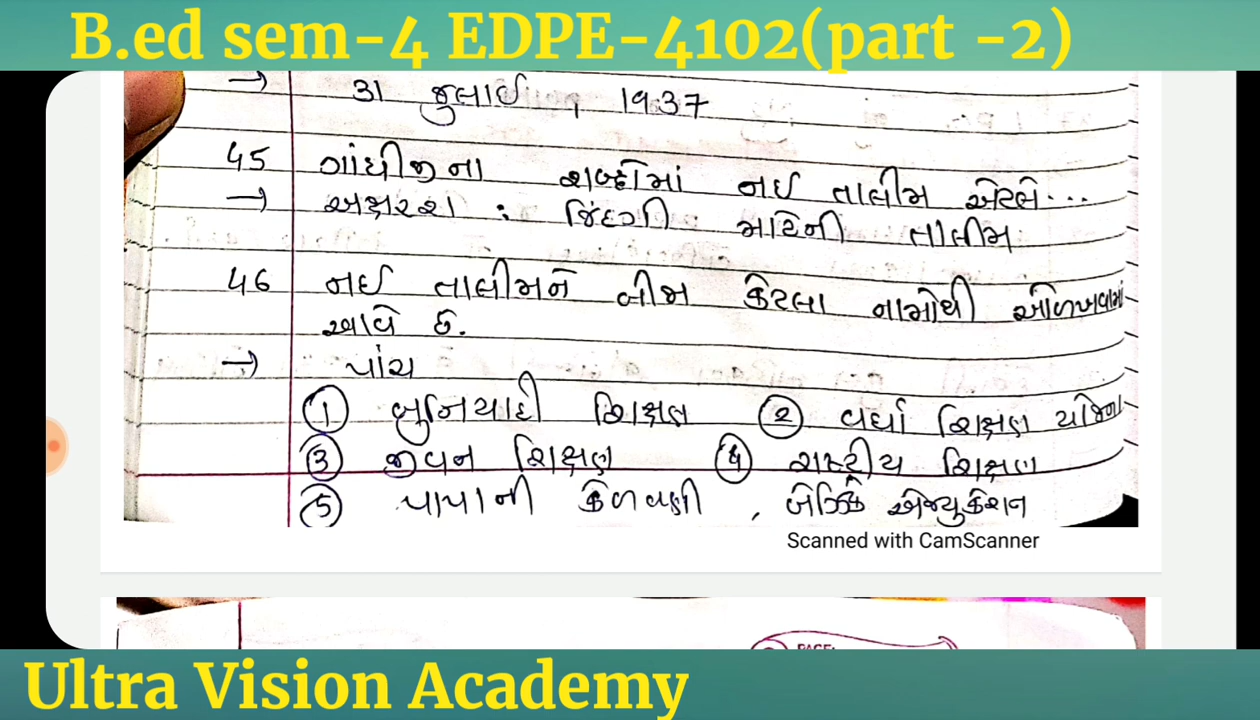 B.ed sem-4 EDPE-4102(part -2)
→ 31 જુલાઈ, 1937
45 ગાંધીજીના શબ્દોમાં નઈ તાલીમ એટલે...
→ અક્ષરશ : જિંદગી માટેની તાલીમ
46 નઈ તાલીમને બીજા કેટલા નામોથી ઓળખવામાં
આવે છે.
→ પાંચ
① બુનિયાદી શિક્ષણ ② વર્ધા શિક્ષણ યોજના
③ જીવન શિક્ષણ ④ રાષ્ટ્રીય શિક્ષણ
⑤ પાયાની કેળવણી , બેઝિક એજ્યુકેશન
Scanned with CamScanner
PAGE:
Ultra Vision Academy